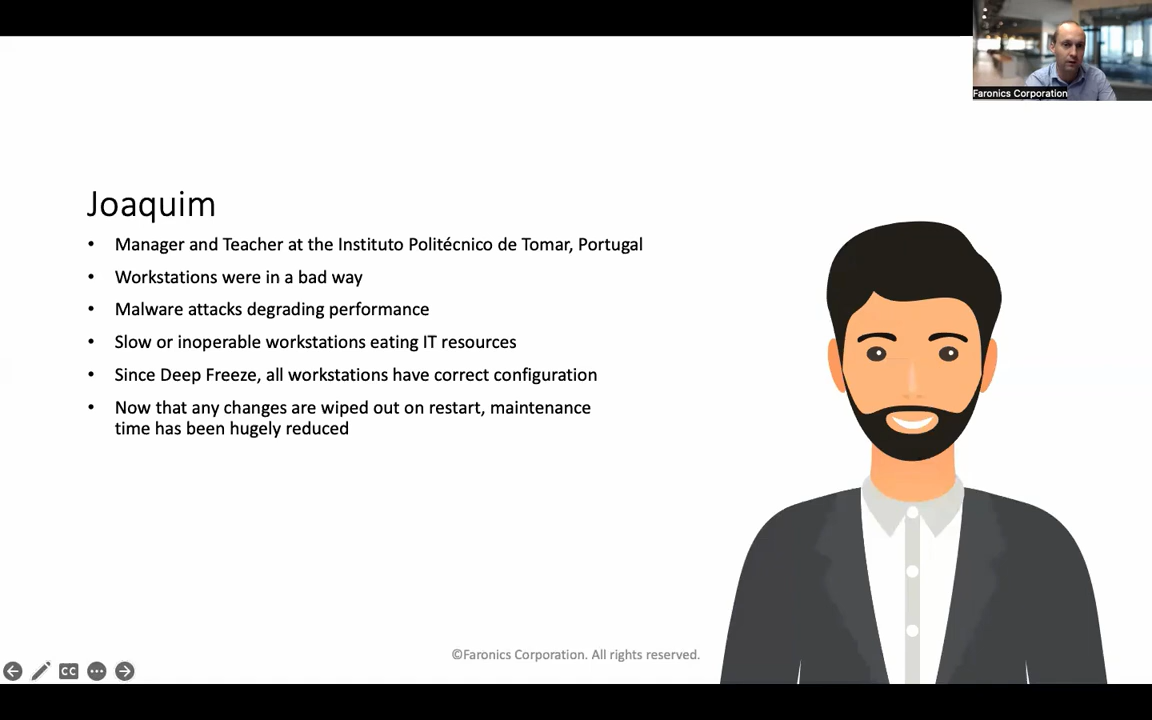 Faronics Corporation
Joaquim
• Manager and Teacher at the Instituto Politécnico de Tomar, Portugal
• Workstations were in a bad way
• Malware attacks degrading performance
• Slow or inoperable workstations eating IT resources
• Since Deep Freeze, all workstations have correct configuration
• Now that any changes are wiped out on restart, maintenance
time has been hugely reduced
©Faronics Corporation. All rights reserved.
CC